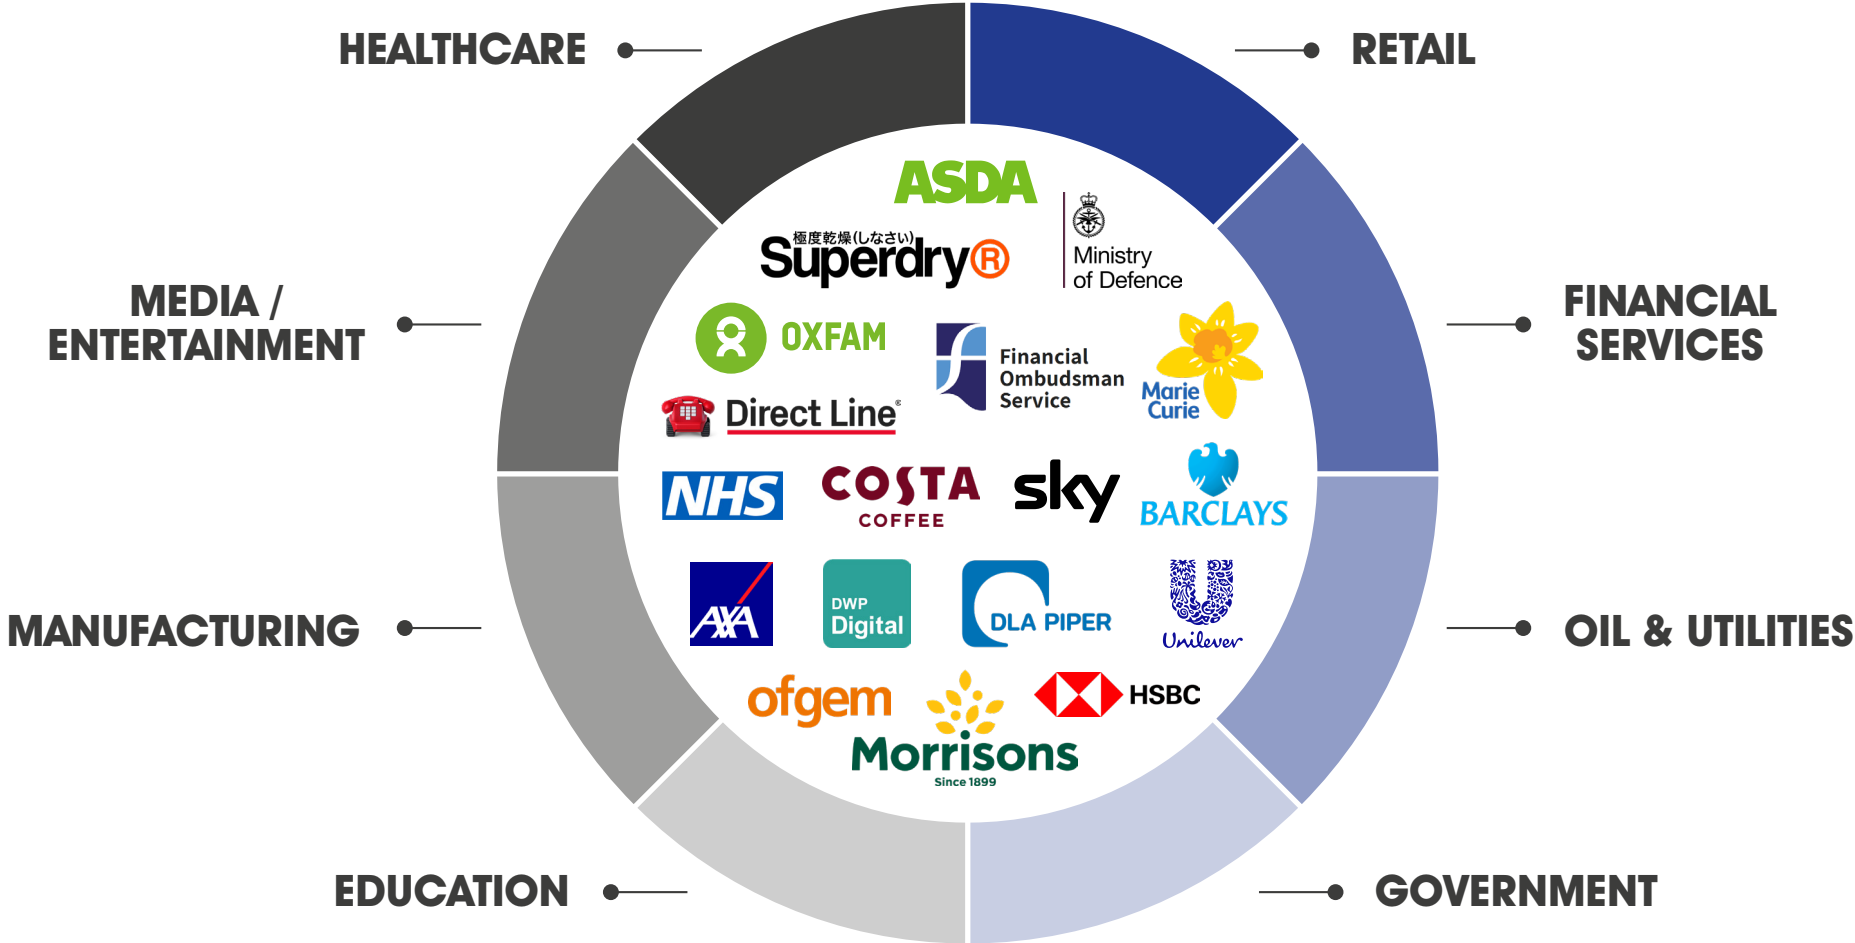 HEALTHCARE
RETAIL
MEDIA /
ENTERTAINMENT
FINANCIAL
SERVICES
MANUFACTURING
OIL & UTILITIES
EDUCATION
GOVERNMENT
ASDA
極度乾燥(しなさい)
Superdry®
Ministry
of Defence
OXFAM
Financial
Ombudsman
Service
Marie
Curie
Direct Line®
NHS
COSTA
COFFEE
sky
BARCLAYS
AXA
DWP
Digital
DLA PIPER
Unilever
ofgem
HSBC
Morrisons
Since 1899